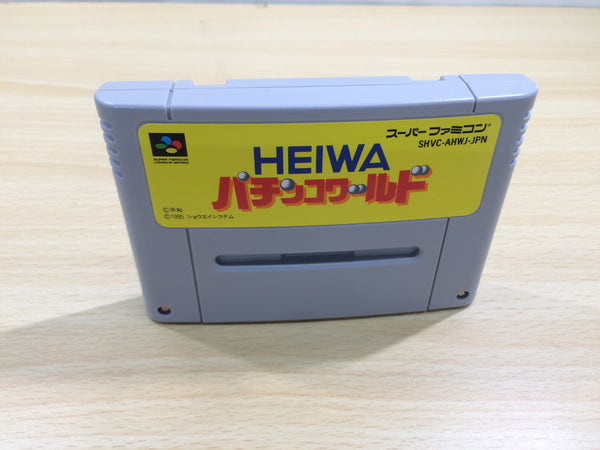 スーパーファミコン®
SHVC-AHWJ-JPN
SUPER FAMICOM
HEIWA
パチンコワールド
©平和
©1995 ショウエイシステム